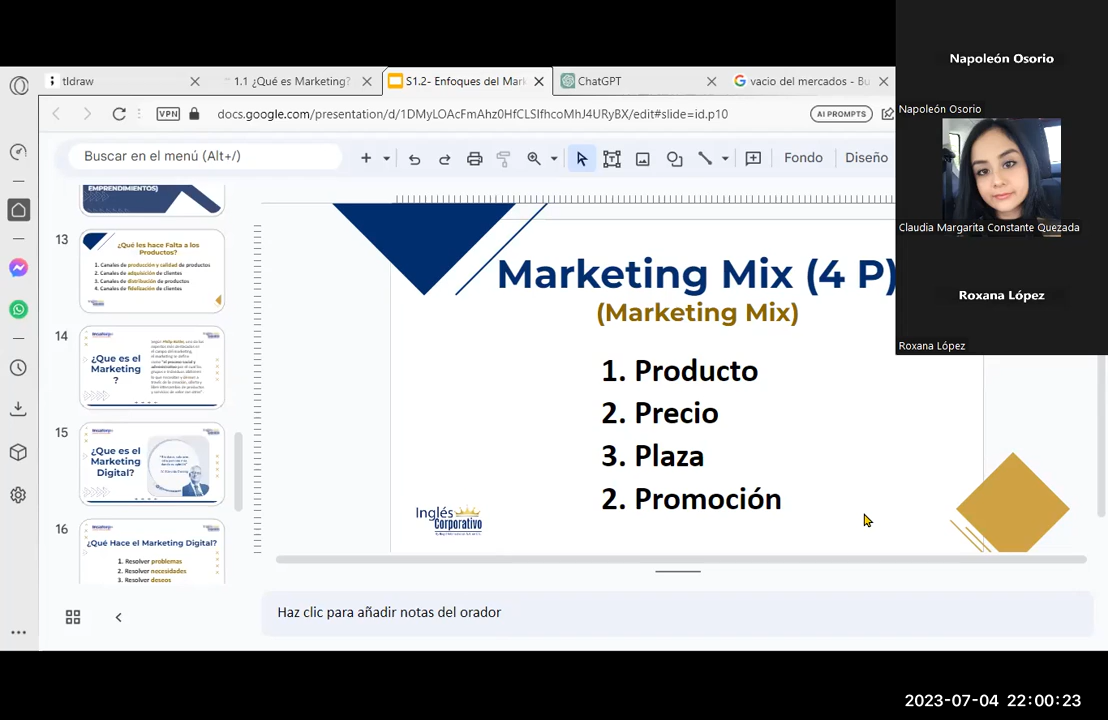 tldraw
1.1 ¿Qué es Marketing?
S1.2- Enfoques del Mark
ChatGPT
vacio del mercados - Bu
VPN
docs.google.com/presentation/d/1DMyLOAcFmAhz0HfCLSIfhcoMhJ4URyBX/edit#slide=id.p10
AI PROMPTS
Buscar en el menú (Alt+/)
Fondo
Diseño
Napoleón Osorio
Napoleón Osorio
Claudia Margarita Constante Quezada
Roxana López
Roxana López
EMPRENDIMIENTOS)
13
¿Qué les hace Falta a los
Productos?
1. Canales de producción y calidad de productos
2. Canales de adquisición de clientes
3. Canales de distribución de productos
4. Canales de fidelización de clientes
14
¿Que es el
Marketing
?
15
¿Que es el
Marketing
Digital?
16
¿Qué Hace el Marketing Digital?
1. Resolver problemas
2. Resolver necesidades
3. Resolver deseos
Marketing Mix (4 P)
(Marketing Mix)
1. Producto
2. Precio
3. Plaza
2. Promoción
Inglés
Corporativo
Haz clic para añadir notas del orador
2023-07-04 22:00:23